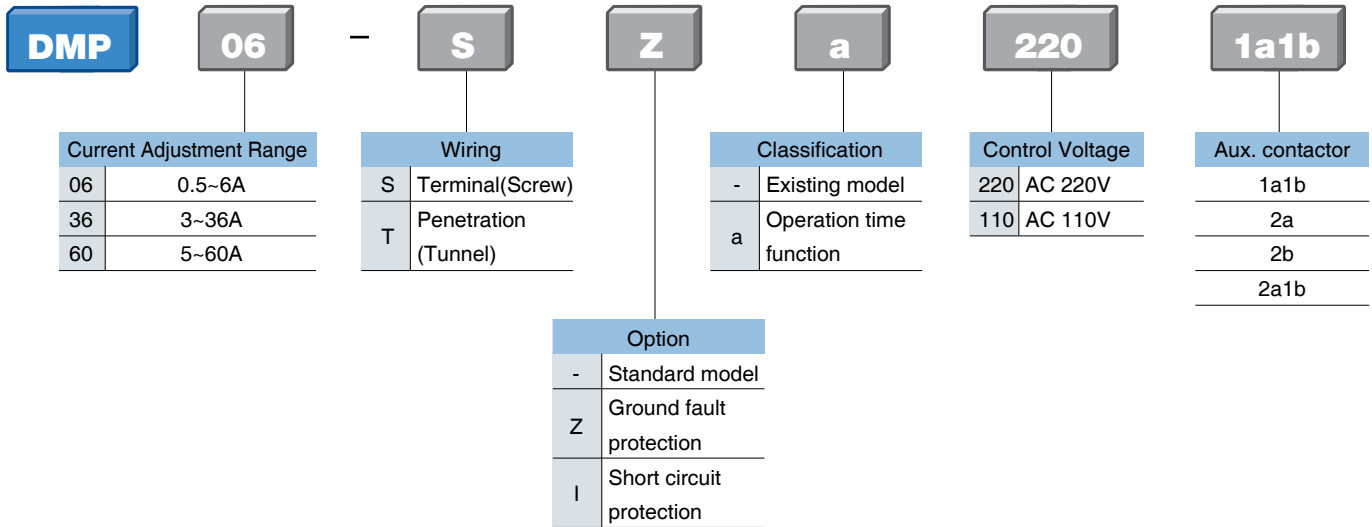 DMP 06 – S Z a 220 1a1b
Current Adjustment Range
06 0.5~6A
36 3~36A
60 5~60A
Wiring
S Terminal(Screw)
T Penetration
(Tunnel)
Option
- Standard model
Z Ground fault
protection
I Short circuit
protection
Classification
- Existing model
a Operation time
function
Control Voltage
220 AC 220V
110 AC 110V
Aux. contactor
1a1b
2a
2b
2a1b